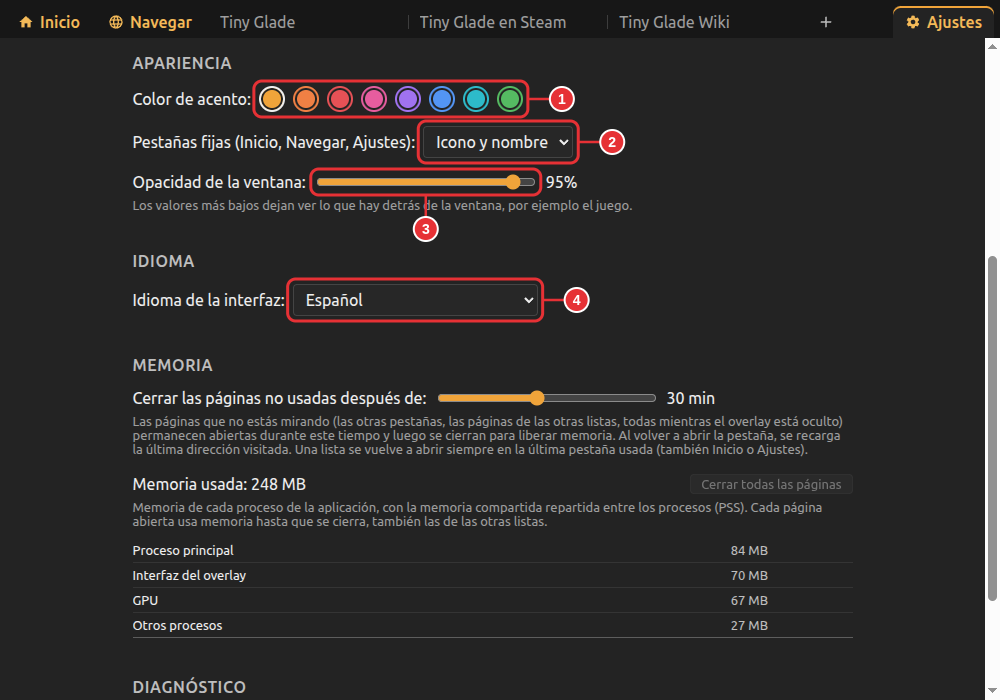 Inicio
Navegar
Tiny Glade
Tiny Glade en Steam
Tiny Glade Wiki
+
Ajustes
APARIENCIA
Color de acento:
1
Pestañas fijas (Inicio, Navegar, Ajustes):
Icono y nombre
2
Opacidad de la ventana:
95%
Los valores más bajos dejan ver lo que hay detrás de la ventana, por ejemplo el juego.
3
IDIOMA
Idioma de la interfaz:
Español
4
MEMORIA
Cerrar las páginas no usadas después de:
30 min
Las páginas que no estás mirando (las otras pestañas, las páginas de las otras listas, todas mientras el overlay está oculto)
permanecen abiertas durante este tiempo y luego se cierran para liberar memoria. Al volver a abrir la pestaña, se recarga
la última dirección visitada. Una lista se vuelve a abrir siempre en la última pestaña usada (también Inicio o Ajustes).
Memoria usada: 248 MB
Cerrar todas las páginas
Memoria de cada proceso de la aplicación, con la memoria compartida repartida entre los procesos (PSS). Cada página
abierta usa memoria hasta que se cierra, también las de las otras listas.
Proceso principal
84 MB
Interfaz del overlay
70 MB
GPU
67 MB
Otros procesos
27 MB
DIAGNÓSTICO